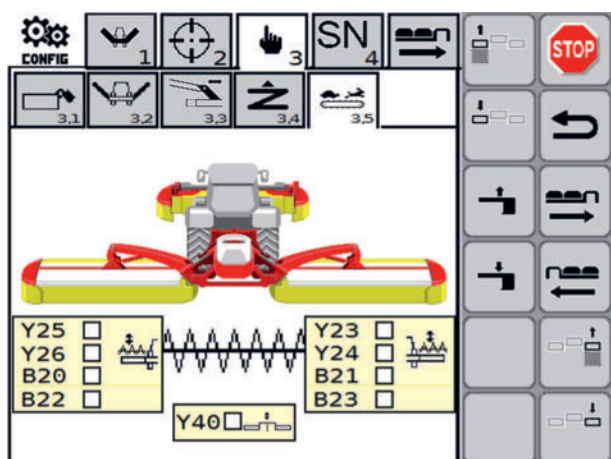 CONFIG
1
2
3
SN
4
STOP
3,1
3,2
3,3
3,4
3,5
Y25
Y26
B20
B22
Y23
Y24
B21
B23
Y40